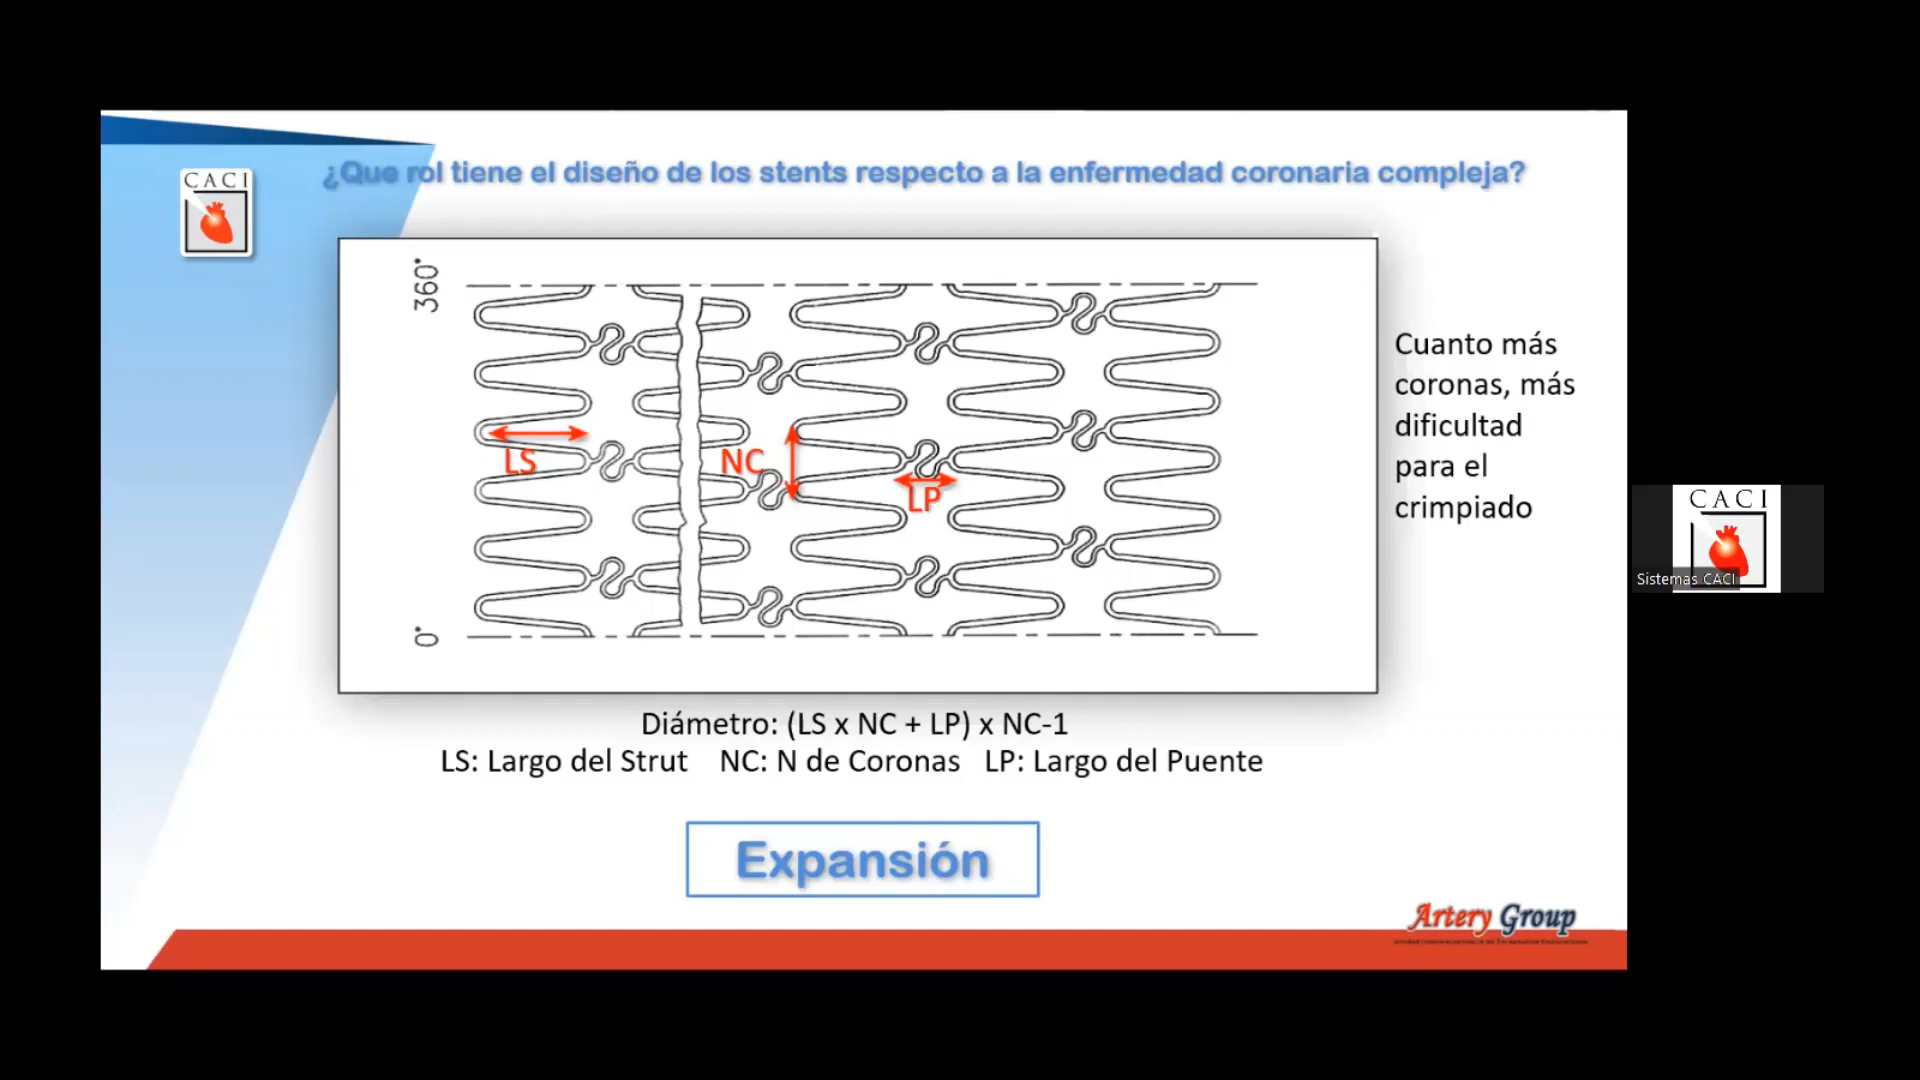 CACI
¿Que rol tiene el diseño de los stents respecto a la enfermedad coronaria compleja?
360°
LS
NC
LP
0°
Cuanto más
coronas, más
dificultad
para el
crimpiado
Diámetro: (LS x NC + LP) x NC-1
LS: Largo del Strut NC: N de Coronas LP: Largo del Puente
Expansión
Artery Group
CACI
Sistemas CACI